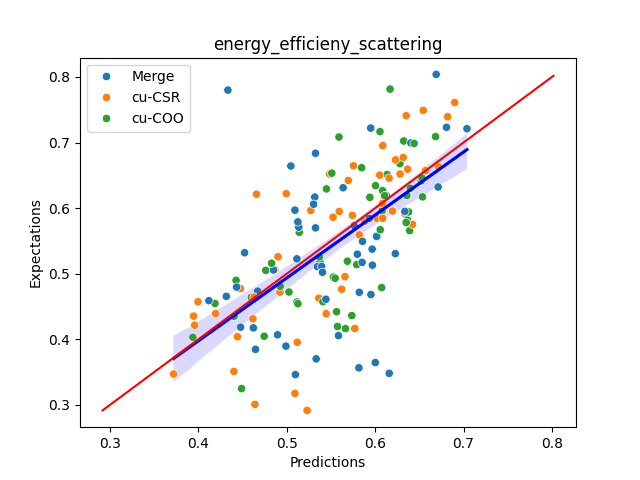 energy_efficieny_scattering
Merge
cu-CSR
cu-COO
Expectations
0.8
0.7
0.6
0.5
0.4
0.3
0.3 0.4 0.5 0.6 0.7 0.8
Predictions